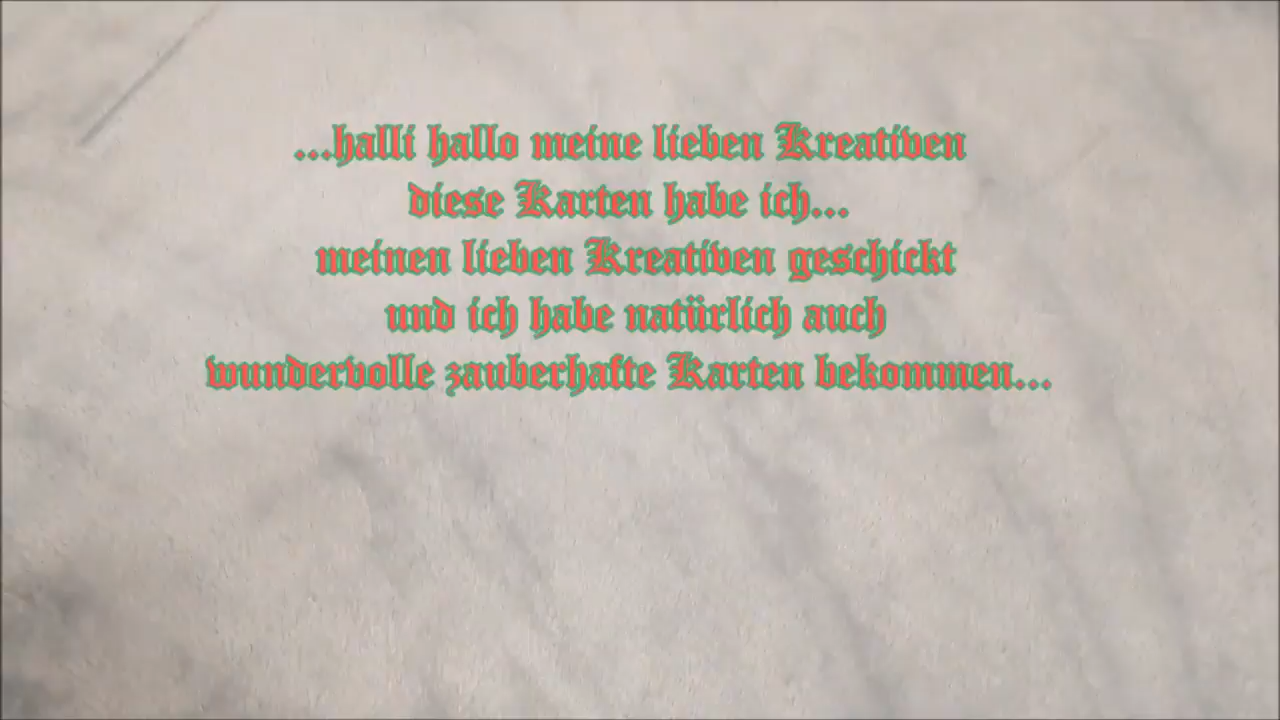 ...halli hallo meine lieben Kreativen
diese Karten habe ich...
meinen lieben Kreativen geschickt
und ich habe natürlich auch
wundervolle zauberhafte Karten bekommen...